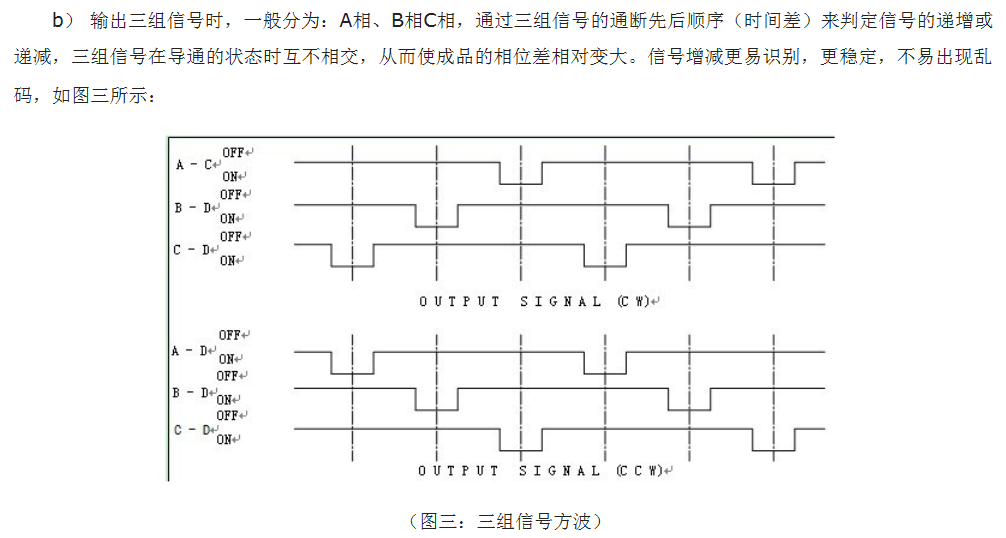 b） 输出三组信号时，一般分为：A相、B相C相，通过三组信号的通断先后顺序（时间差）来判定信号的递增或
递减，三组信号在导通的状态时互不相交，从而使成品的相位差相对变大。信号增减更易识别，更稳定，不易出现乱
码，如图三所示：
OFF↵
A - C↵
ON↵
OFF↵
B - D↵
ON↵
OFF↵
C - D↵
ON↵
OUTPUT SIGNAL (CW)↵
OFF↵
A - D↵
ON↵
OFF↵
B - D↵
ON↵
OFF↵
C - D↵
ON↵
OUTPUT SIGNAL (CCW)↵
（图三：三组信号方波）